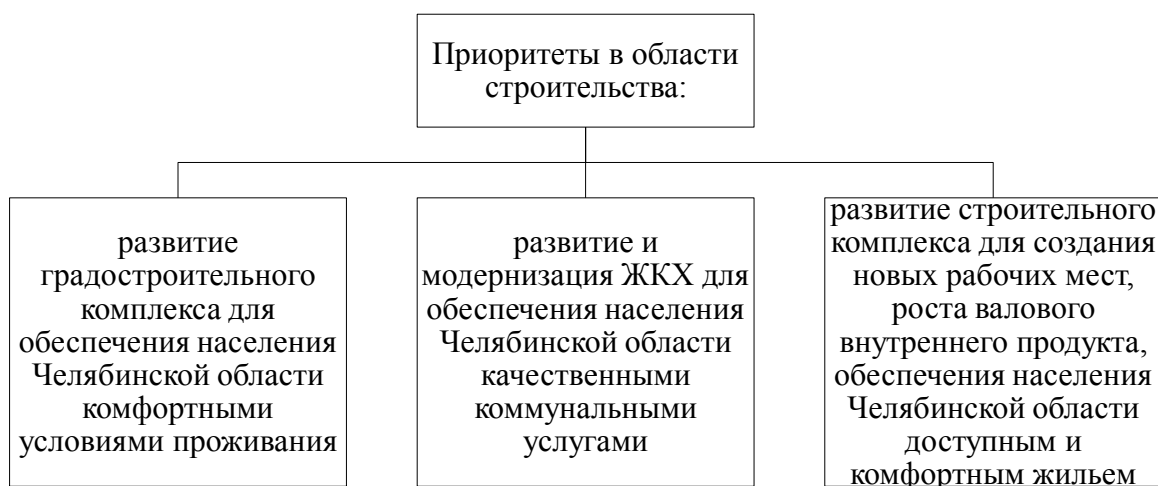 Приоритеты в области
строительства:
развитие
градостроительного
комплекса для
обеспечения населения
Челябинской области
комфортными
условиями проживания
развитие и
модернизация ЖКХ для
обеспечения населения
Челябинской области
качественными
коммунальными
услугами
развитие строительного
комплекса для создания
новых рабочих мест,
роста валового
внутреннего продукта,
обеспечения населения
Челябинской области
доступным и
комфортным жильем